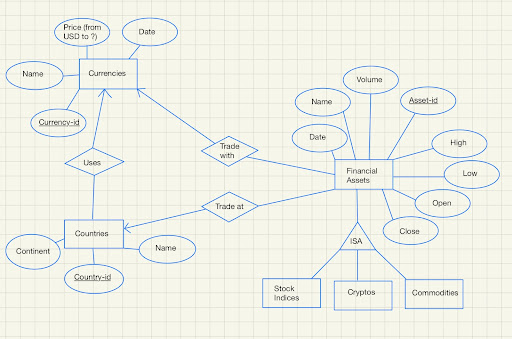 Price (from
USD to ?)
Date
Name
Currencies
Currency-id
Volume
Name
Asset-id
Date
High
Trade
with
Uses
Low
Financial
Assets
Open
Trade at
Close
Countries
Continent
Name
ISA
Country-id
Stock
Indices
Cryptos
Commodities